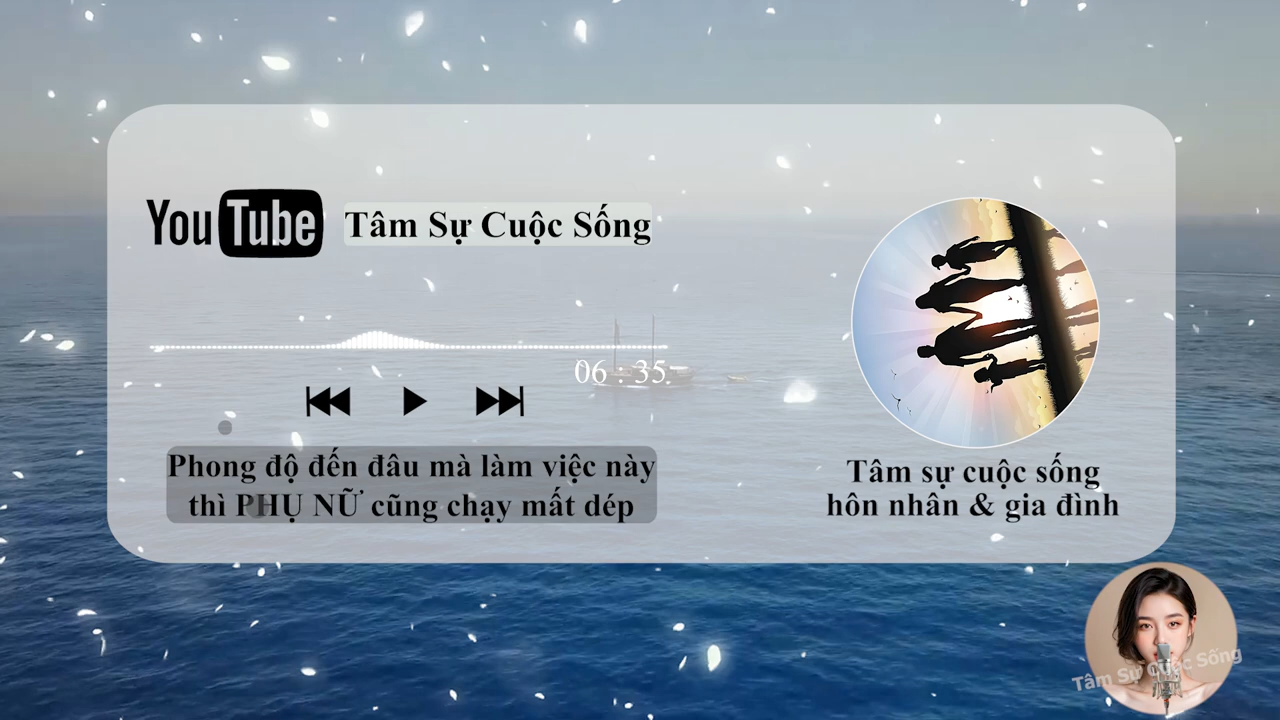 YouTube Tâm Sự Cuộc Sống
06 : 35
Phong độ đến đâu mà làm việc này
thì PHỤ NỮ cũng chạy mất dép
Tâm sự cuộc sống
hôn nhân & gia đình
Tâm Sự Cuộc Sống